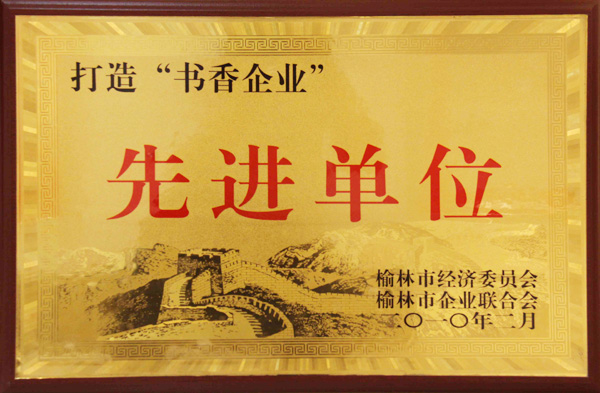 打造“书香企业”
先进单位
榆林市经济委员会
榆林市企业联合会
二〇一〇年二月